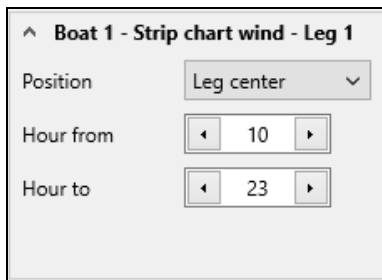 Boat 1 - Strip chart wind - Leg 1
Position Leg center
Hour from 10
Hour to 23